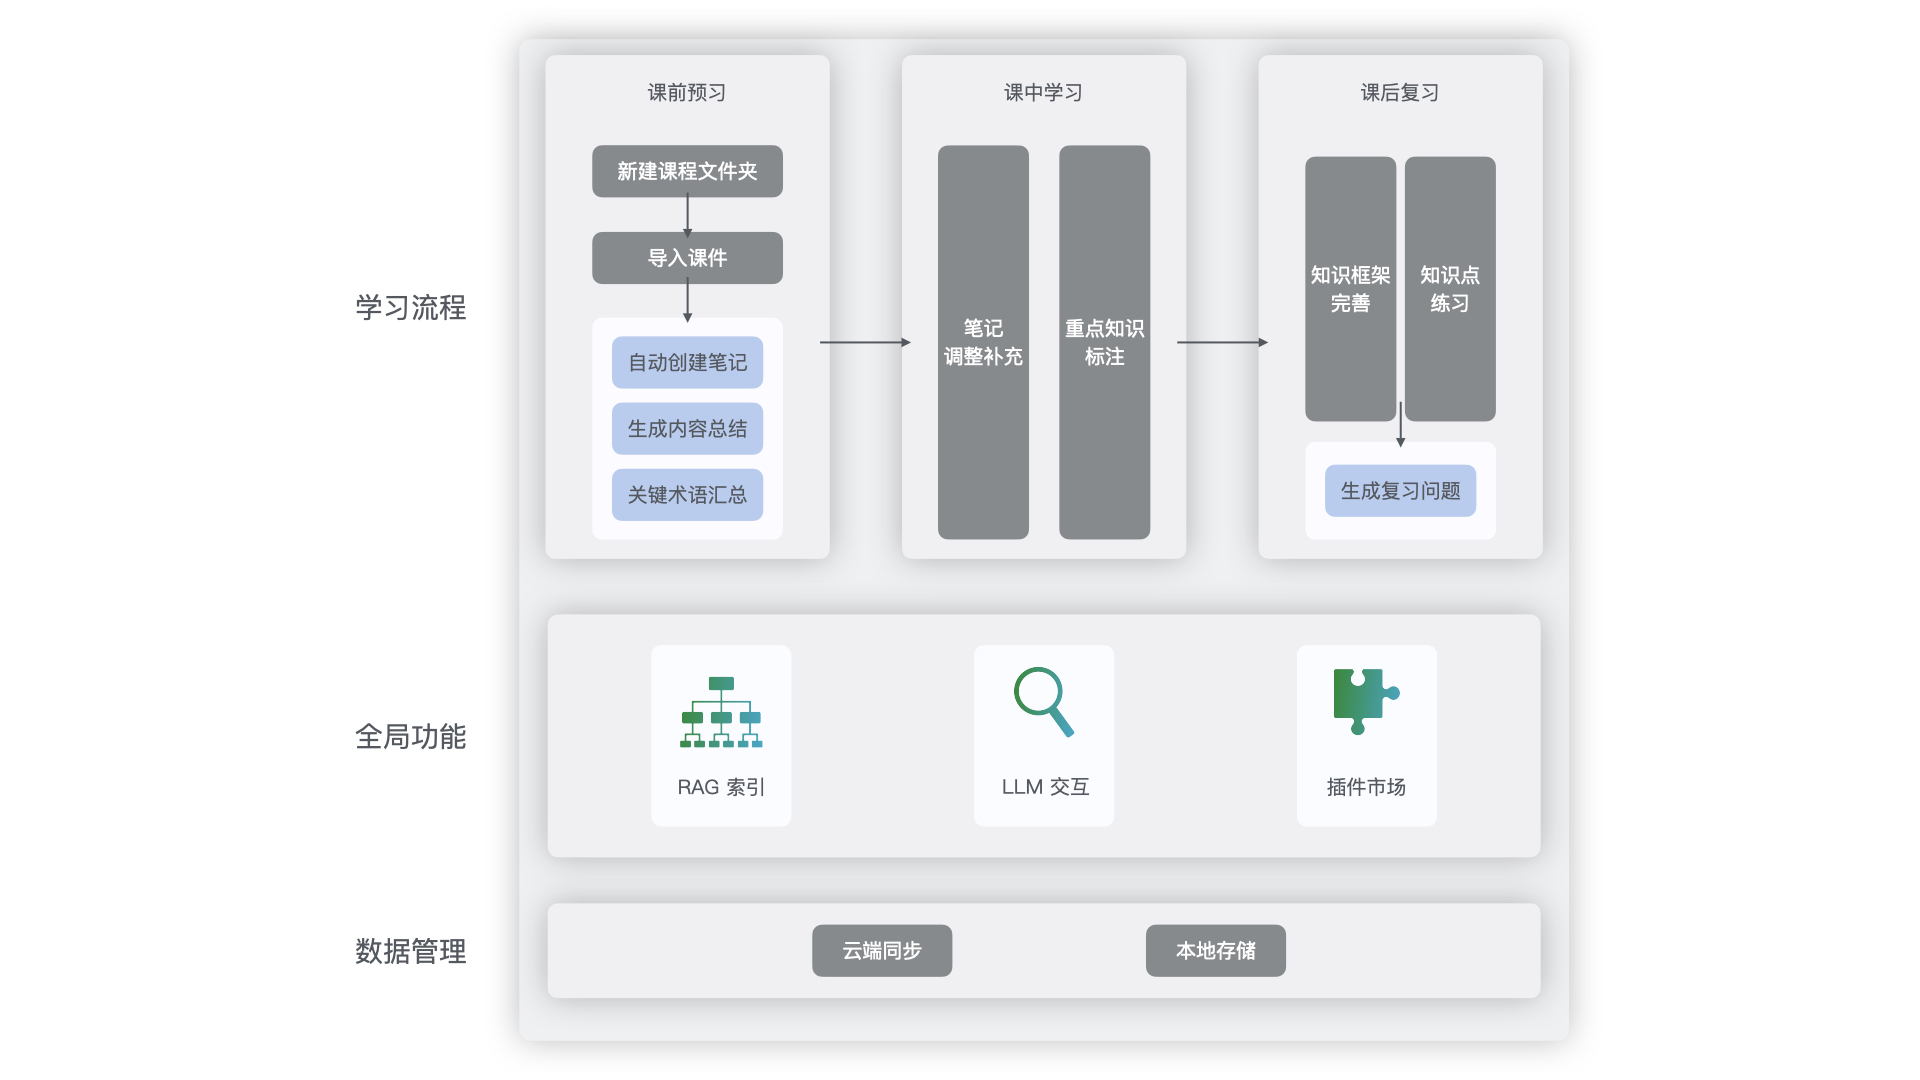 学习流程
课前预习
新建课程文件夹
导入课件
自动创建笔记
生成内容总结
关键术语汇总
课中学习
笔记
调整补充
重点知识
标注
课后复习
知识框架
完善
知识点
练习
生成复习问题
全局功能
RAG 索引
LLM 交互
插件市场
数据管理
云端同步
本地存储